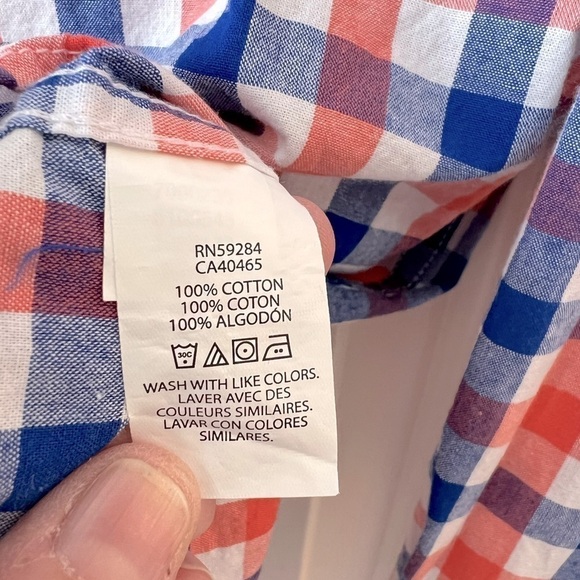 RN59284
CA40465
100% COTTON
100% COTON
100% ALGODÓN
30C
WASH WITH LIKE COLORS.
LAVER AVEC DES
COULEURS SIMILAIRES.
LAVAR CON COLORES
SIMILARES.